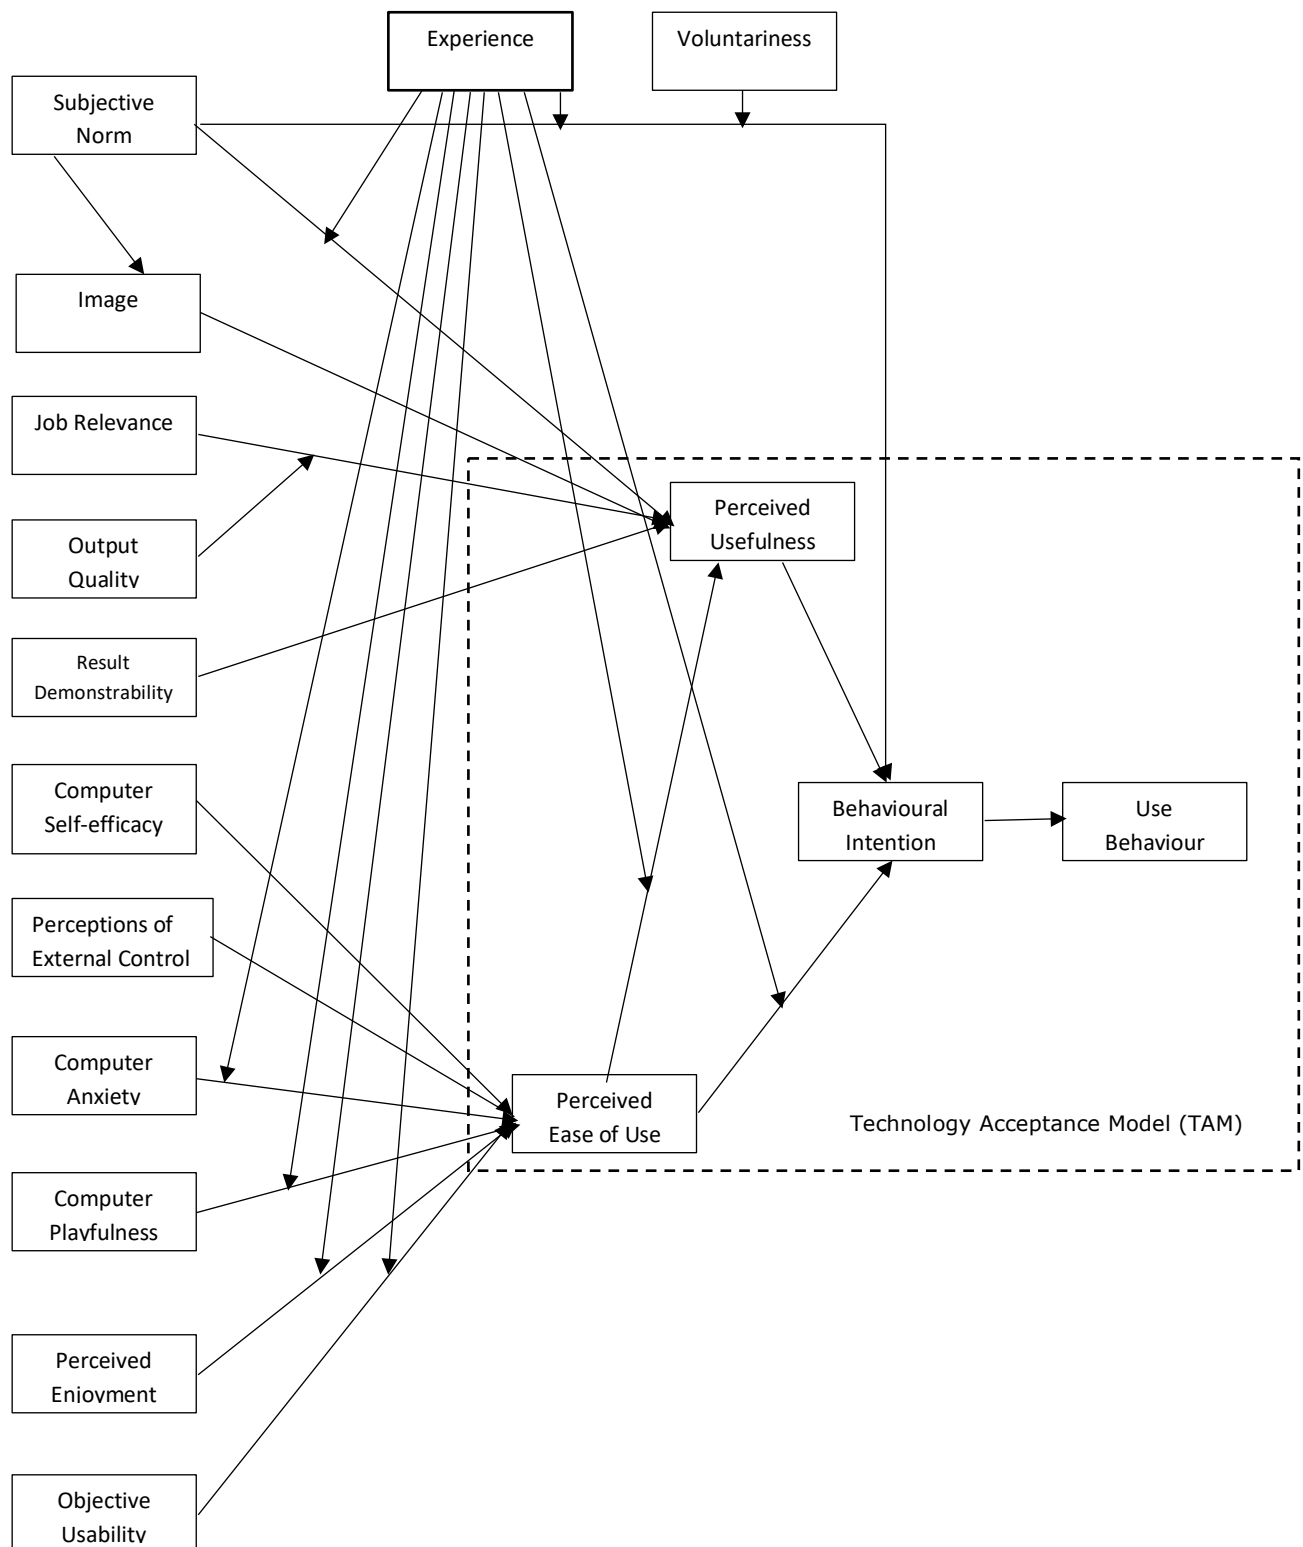 Experience
Voluntariness
Subjective
Norm
Image
Job Relevance
Output
Quality
Result
Demonstrability
Computer
Self-efficacy
Perceptions of
External Control
Computer
Anxiety
Computer
Playfulness
Perceived
Enjoyment
Objective
Usability
Perceived
Usefulness
Behavioural
Intention
Use
Behaviour
Perceived
Ease of Use
Technology Acceptance Model (TAM)